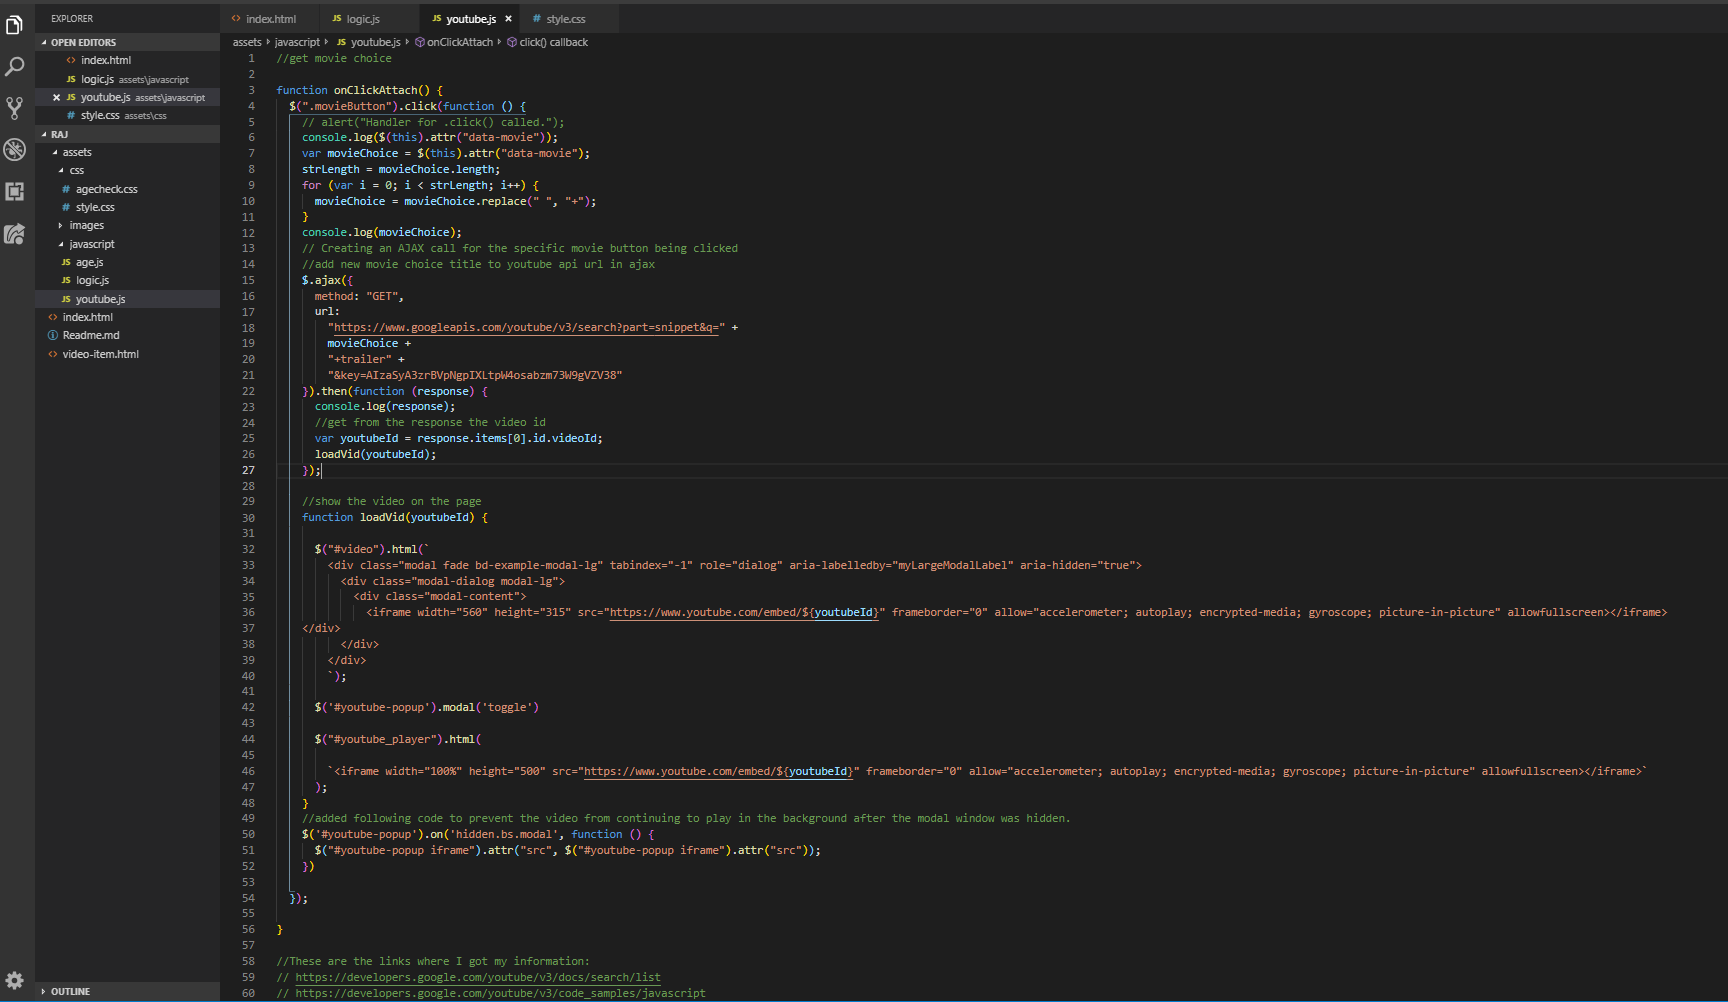 EXPLORER
OPEN EDITORS
<> index.html
JS logic.js assets\javascript
× JS youtube.js assets\javascript
# style.css assets\css
RAJ
assets
css
# agecheck.css
# style.css
images
javascript
JS age.js
JS logic.js
JS youtube.js
<> index.html
Readme.md
<> video-item.html
OUTLINE
<> index.html JS logic.js JS youtube.js × # style.css
assets › javascript › JS youtube.js › onClickAttach › click() callback
1 //get movie choice
2
3 function onClickAttach() {
4 $(".movieButton").click(function () {
5 // alert("Handler for .click() called.");
6 console.log($(this).attr("data-movie"));
7 var movieChoice = $(this).attr("data-movie");
8 strLength = movieChoice.length;
9 for (var i = 0; i < strLength; i++) {
10 movieChoice = movieChoice.replace(" ", "+");
11 }
12 console.log(movieChoice);
13 // Creating an AJAX call for the specific movie button being clicked
14 //add new movie choice title to youtube api url in ajax
15 $.ajax({
16 method: "GET",
17 url:
18 "https://www.googleapis.com/youtube/v3/search?part=snippet&q=" +
19 movieChoice +
20 "+trailer" +
21 "&key=AIzaSyA3zrBVpNgpIXLtpW4osabzm73W9gVZV38"
22 }).then(function (response) {
23 console.log(response);
24 //get from the response the video id
25 var youtubeId = response.items[0].id.videoId;
26 loadVid(youtubeId);
27 });
28
29 //show the video on the page
30 function loadVid(youtubeId) {
31
32 $("#video").html(`
33 <div class="modal fade bd-example-modal-lg" tabindex="-1" role="dialog" aria-labelledby="myLargeModalLabel" aria-hidden="true">
34 <div class="modal-dialog modal-lg">
35 <div class="modal-content">
36 <iframe width="560" height="315" src="https://www.youtube.com/embed/${youtubeId}" frameborder="0" allow="accelerometer; autoplay; encrypted-media; gyroscope; picture-in-picture" allowfullscreen></iframe>
37 </div>
38 </div>
39 </div>
40 `);
41
42 $('#youtube-popup').modal('toggle')
43
44 $("#youtube_player").html(
45
46 `<iframe width="100%" height="500" src="https://www.youtube.com/embed/${youtubeId}" frameborder="0" allow="accelerometer; autoplay; encrypted-media; gyroscope; picture-in-picture" allowfullscreen></iframe>`
47 );
48 }
49 //added following code to prevent the video from continuing to play in the background after the modal window was hidden.
50 $('#youtube-popup').on('hidden.bs.modal', function () {
51 $("#youtube-popup iframe").attr("src", $("#youtube-popup iframe").attr("src"));
52 })
53
54 });
55
56 }
57
58 //These are the links where I got my information:
59 // https://developers.google.com/youtube/v3/docs/search/list
60 // https://developers.google.com/youtube/v3/code_samples/javascript